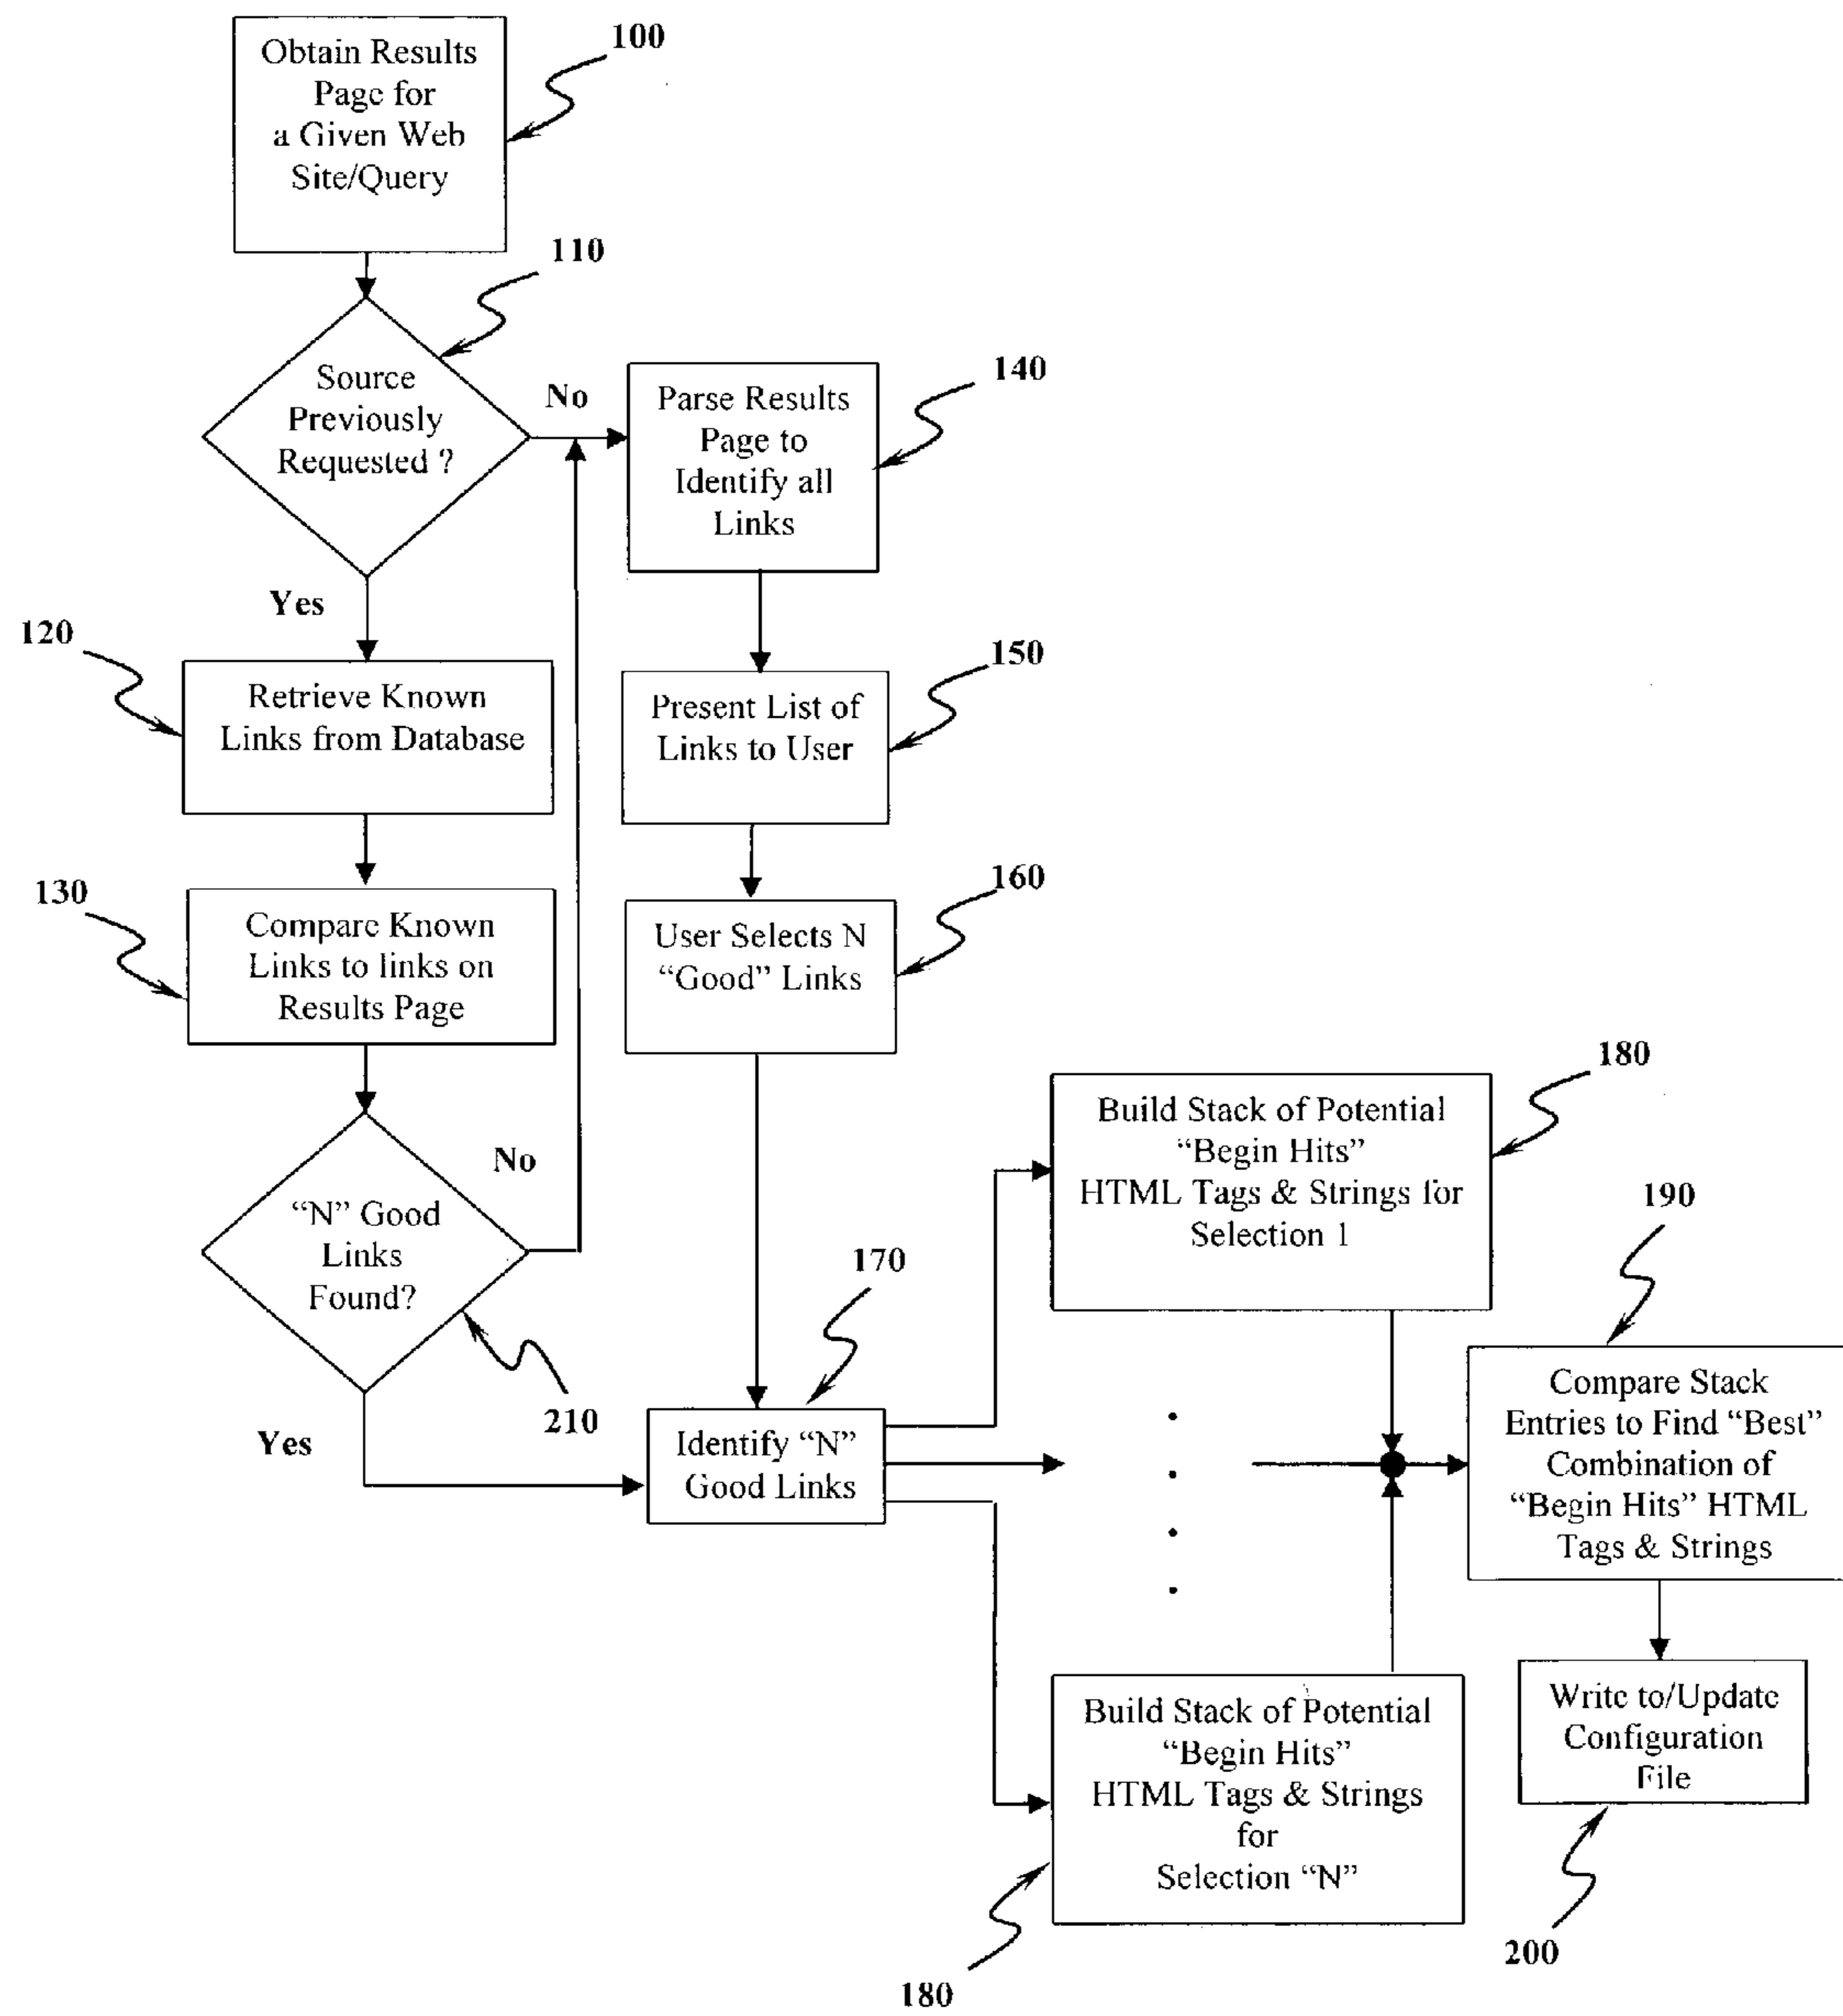 Obtain Results
Page for
a Given Web
Site/Query
100
110
Source
Previously
Requested ?
No
Yes
140
Parse Results
Page to
Identify all
Links
120
Retrieve Known
Links from Database
150
Present List of
Links to User
130
Compare Known
Links to links on
Results Page
160
User Selects N
“Good” Links
180
Build Stack of Potential
“Begin Hits”
HTML Tags & Strings for
Selection 1
No
“N” Good
Links
Found?
210
Yes
170
Identify “N”
Good Links
190
Compare Stack
Entries to Find “Best”
Combination of
“Begin Hits” HTML
Tags & Strings
Build Stack of Potential
“Begin Hits”
HTML Tags & Strings
for
Selection “N”
180
Write to/Update
Configuration
File
200